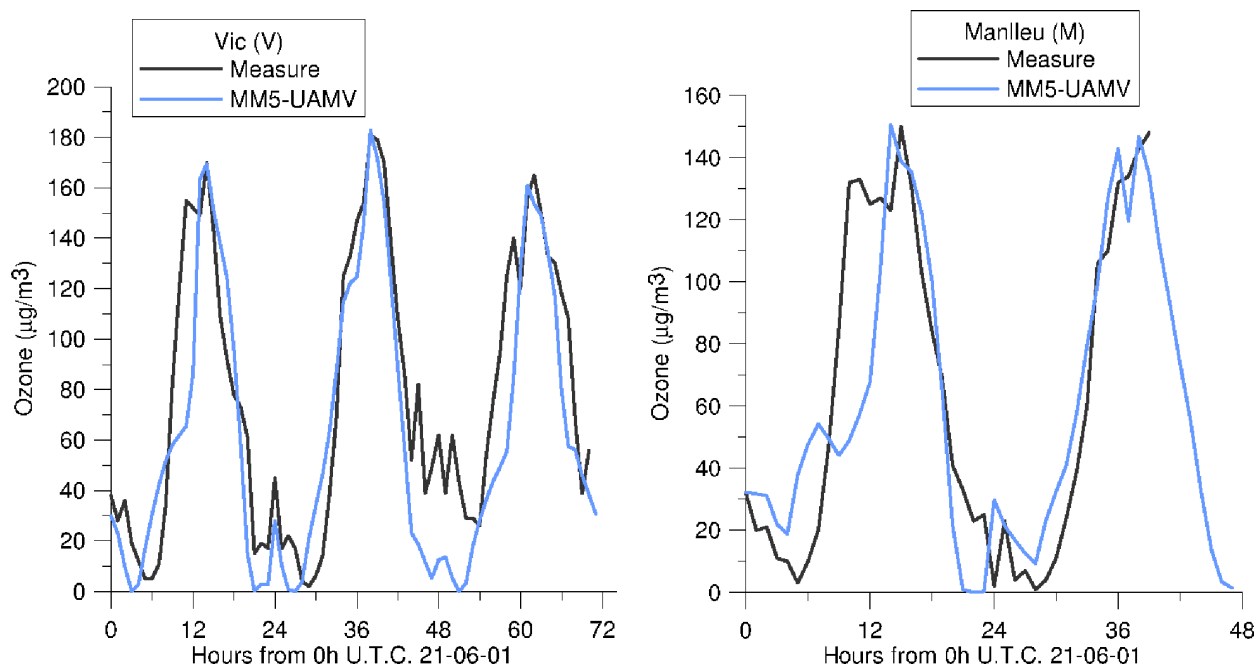 Vic (V)
Measure
MM5-UAMV
200
180
160
140
120
100
80
60
40
20
0
Ozone (µg/m3)
0 12 24 36 48 60 72
Hours from 0h U.T.C. 21-06-01
Manlleu (M)
Measure
MM5-UAMV
160
140
120
100
80
60
40
20
0
Ozone (µg/m3)
0 12 24 36 48
Hours from 0h U.T.C. 21-06-01